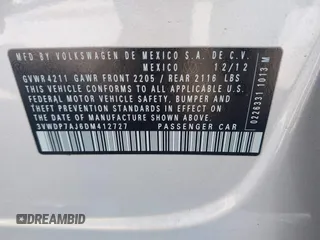 MFD BY VOLKSWAGEN DE MEXICO S.A. DE C.V.
MEXICO 12/12
GVWR 4211 GAWR FRONT 2205 / REAR 2116 LBS
THIS VEHICLE CONFORMS TO ALL APPLICABLE
FEDERAL MOTOR VEHICLE SAFETY, BUMPER AND
THEFT PREVENTION STANDARDS IN EFFECT ON THE
DATE OF MANUFACTURE SHOWN ABOVE.
3VWDP7AJ6DM412727 PASSENGER CAR
0226331 1013 M
©DREAMBID